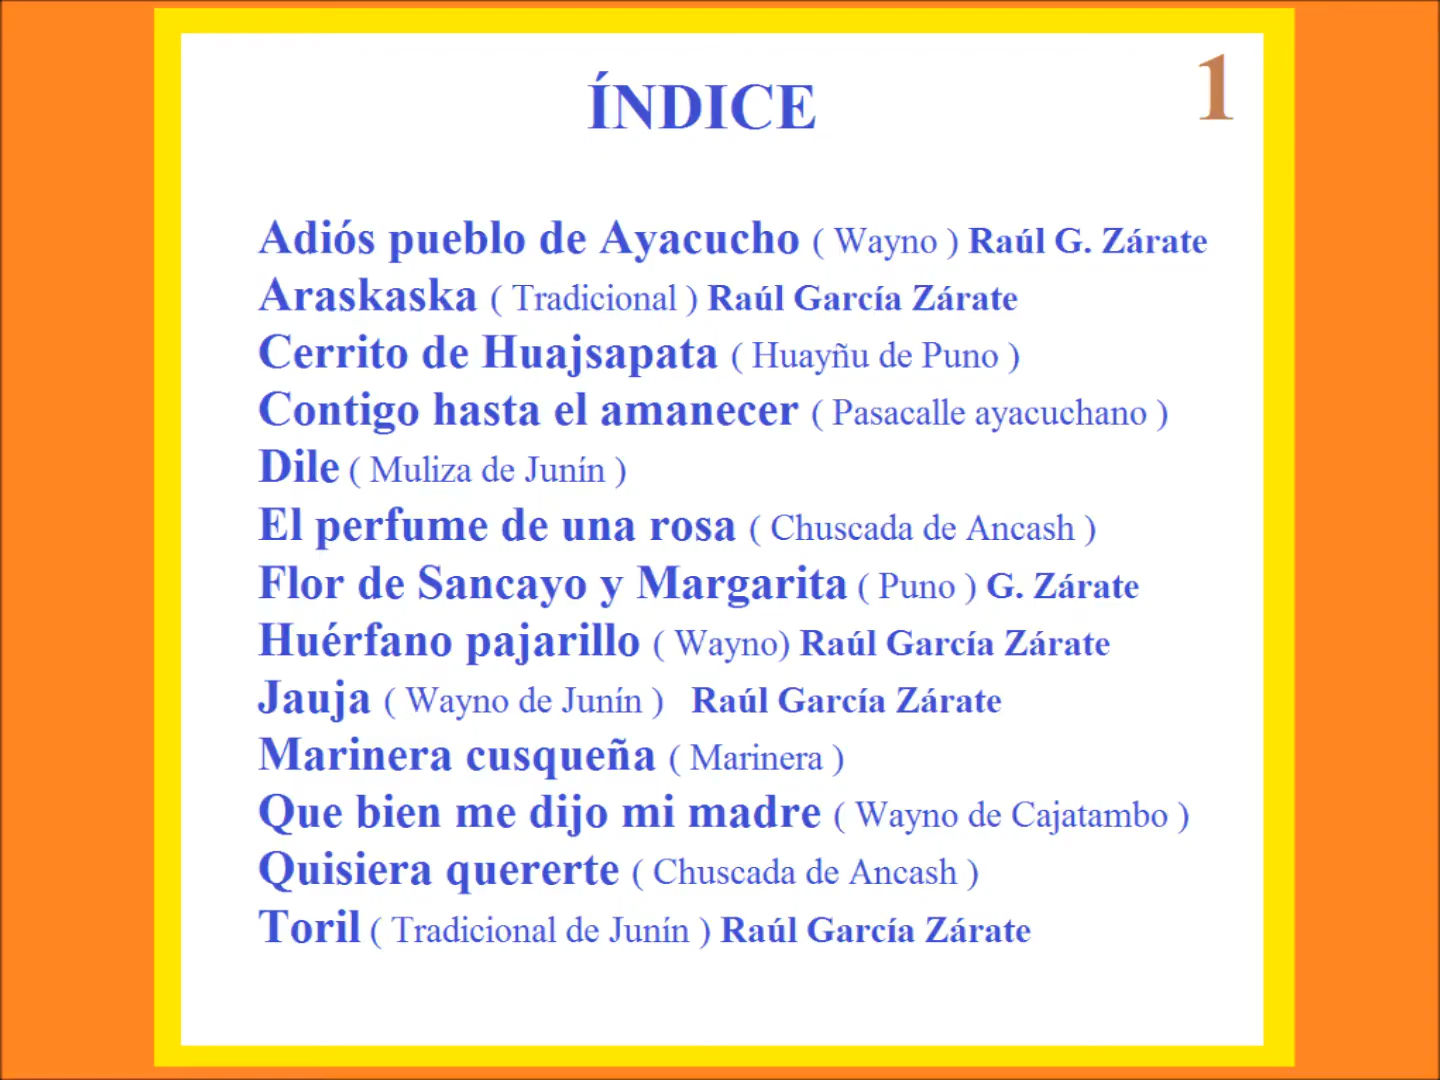 ÍNDICE
1
Adiós pueblo de Ayacucho ( Wayno ) Raúl G. Zárate
Araskaska ( Tradicional ) Raúl García Zárate
Cerrito de Huajsapata ( Huayñu de Puno )
Contigo hasta el amanecer ( Pasacalle ayacuchano )
Dile ( Muliza de Junín )
El perfume de una rosa ( Chuscada de Ancash )
Flor de Sancayo y Margarita ( Puno ) G. Zárate
Huérfano pajarillo ( Wayno) Raúl García Zárate
Jauja ( Wayno de Junín ) Raúl García Zárate
Marinera cusqueña ( Marinera )
Que bien me dijo mi madre ( Wayno de Cajatambo )
Quisiera quererte ( Chuscada de Ancash )
Toril ( Tradicional de Junín ) Raúl García Zárate